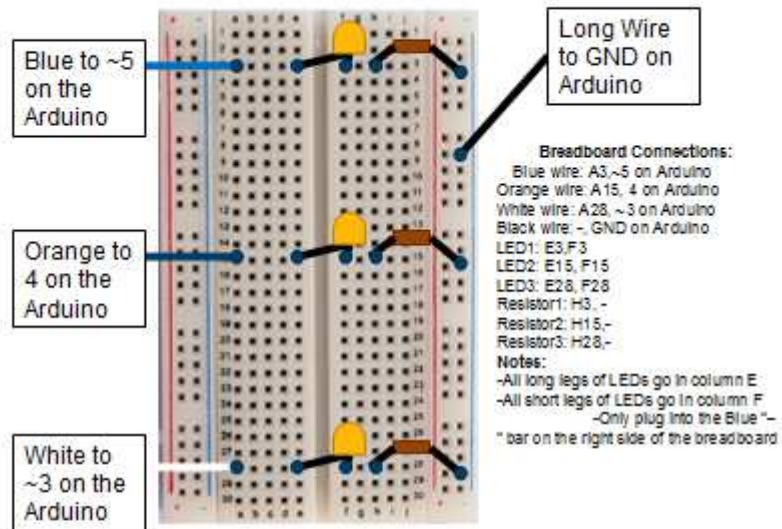 Blue to ~5
on the
Arduino
Long Wire
to GND on
Arduino
Orange to
4 on the
Arduino
White to
~3 on the
Arduino
Breadboard Connections:
Blue wire: A3,~5 on Arduino
Orange wire: A15, 4 on Arduino
White wire: A28, ~3 on Arduino
Black wire: -, GND on Arduino
LED1: E3,F3
LED2: E15, F15
LED3: E28, F28
Resistor1: H3, -
Resistor2: H15,-
Resistor3: H28,-
Notes:
-All long legs of LEDs go in column E
-All short legs of LEDs go in column F
-Only plug into the Blue "–
" bar on the right side of the breadboard